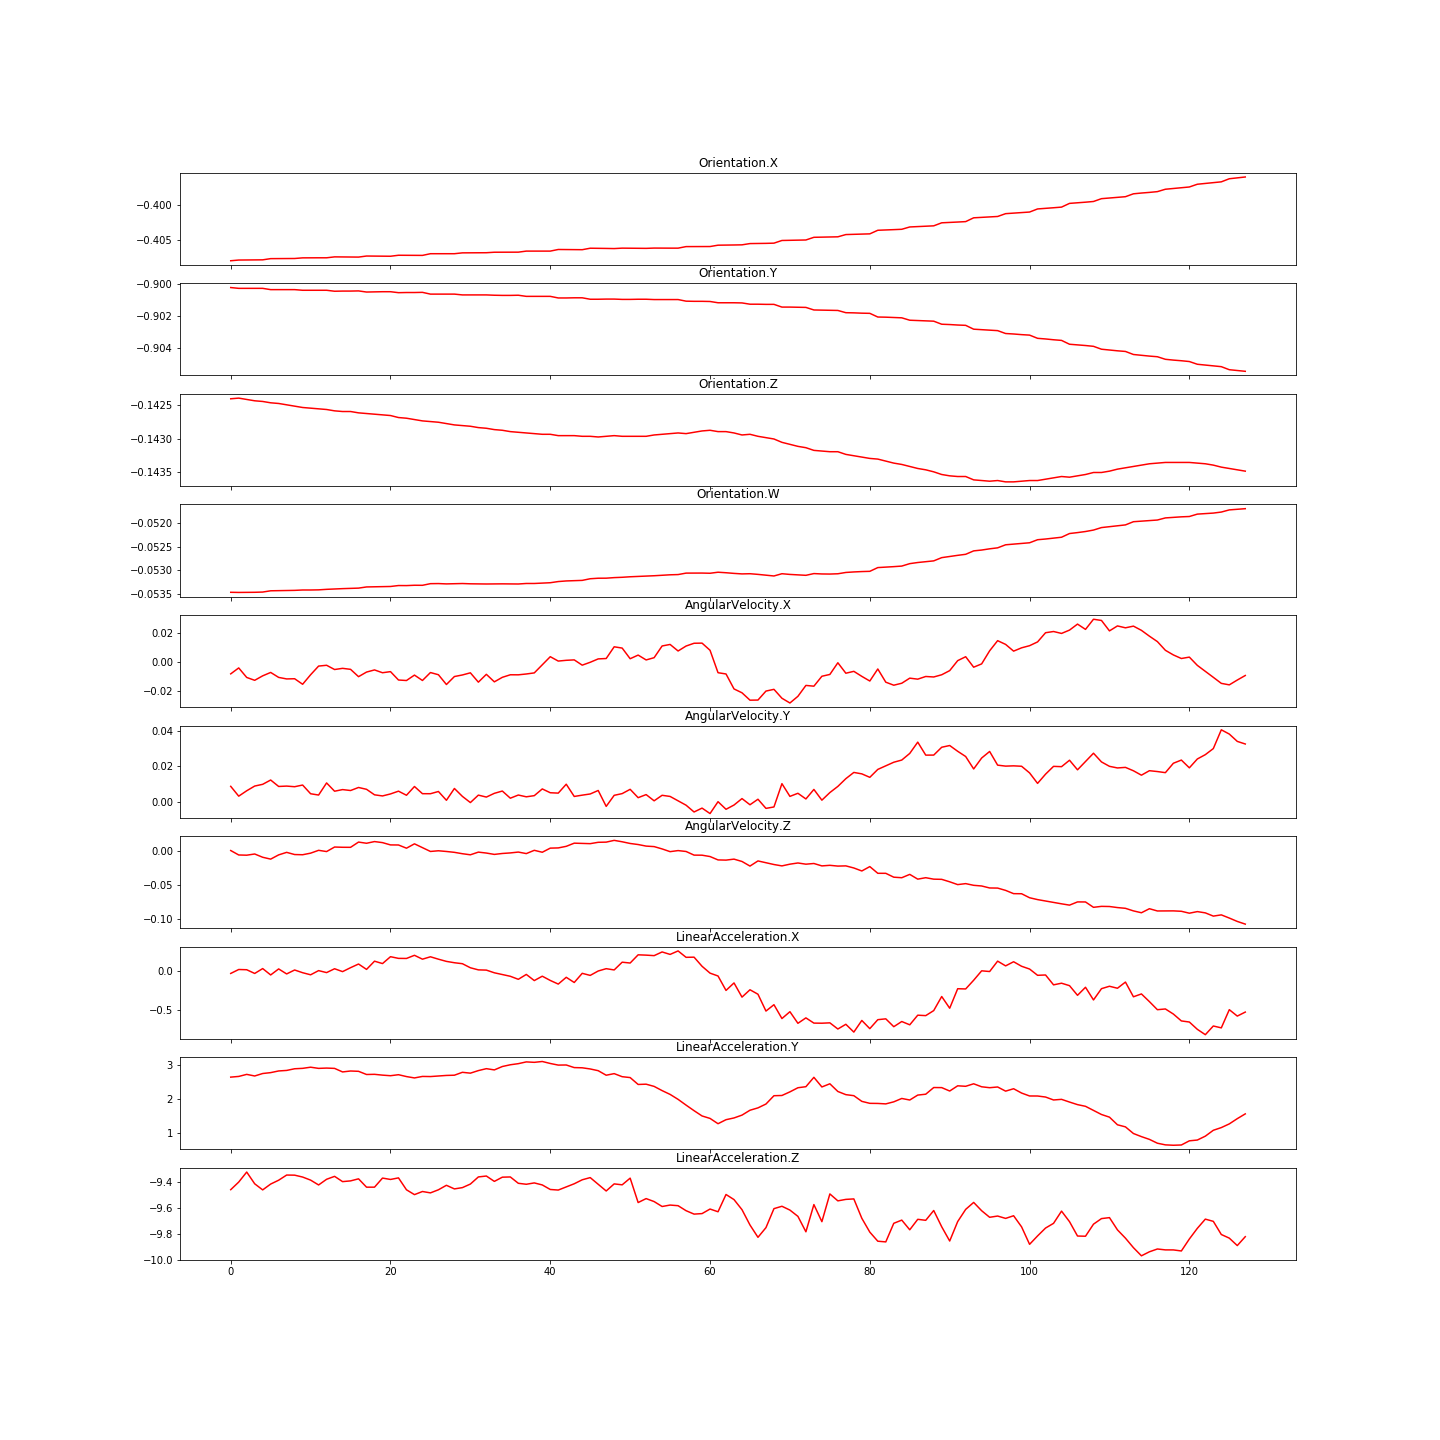 Orientation.X
−0.400
−0.405
Orientation.Y
−0.900
−0.902
−0.904
Orientation.Z
−0.1425
−0.1430
−0.1435
Orientation.W
−0.0520
−0.0525
−0.0530
−0.0535
AngularVelocity.X
0.02
0.00
−0.02
AngularVelocity.Y
0.04
0.02
0.00
AngularVelocity.Z
0.00
−0.05
−0.10
LinearAcceleration.X
0.0
−0.5
LinearAcceleration.Y
3
2
1
LinearAcceleration.Z
−9.4
−9.6
−9.8
−10.0
0 20 40 60 80 100 120